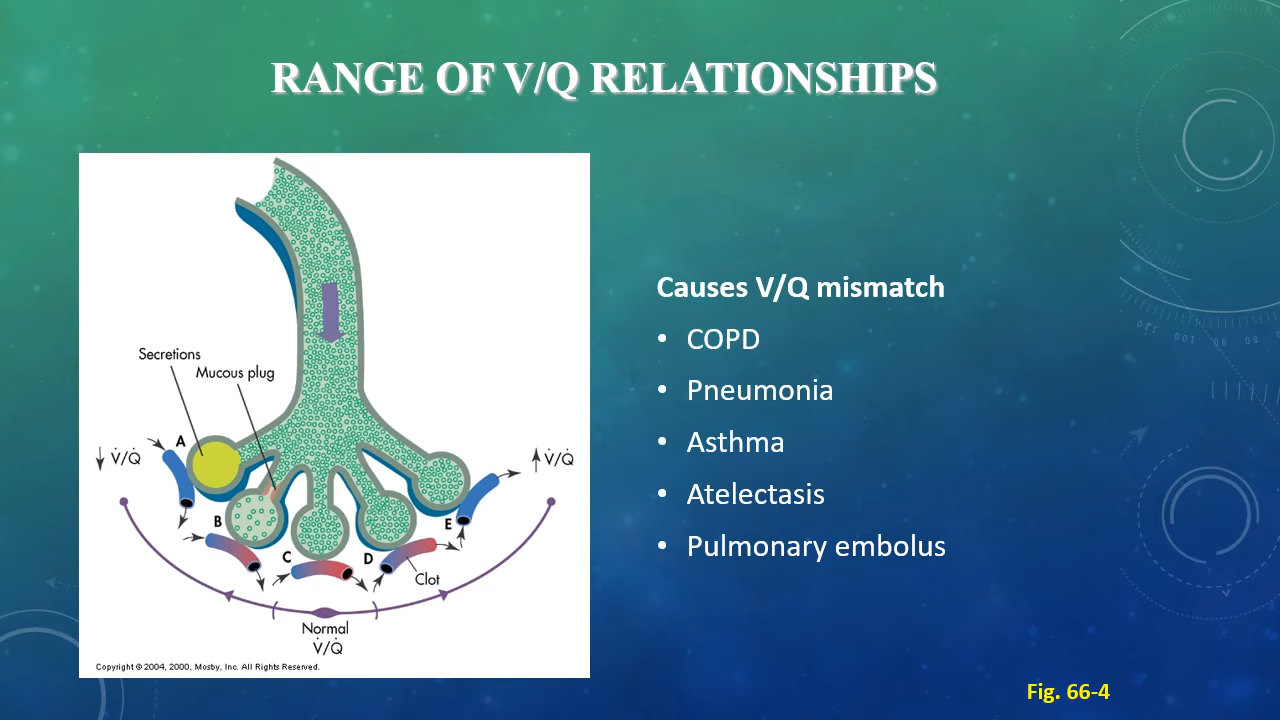 RANGE OF V/Q RELATIONSHIPS
Secretions
Mucous plug
A
↓ V̇/Q̇
B
C
D
E
↑ V̇/Q̇
Clot
Normal
V̇/Q̇
Copyright © 2004, 2000, Mosby, Inc. All Rights Reserved.
Causes V/Q mismatch
• COPD
• Pneumonia
• Asthma
• Atelectasis
• Pulmonary embolus
Fig. 66-4